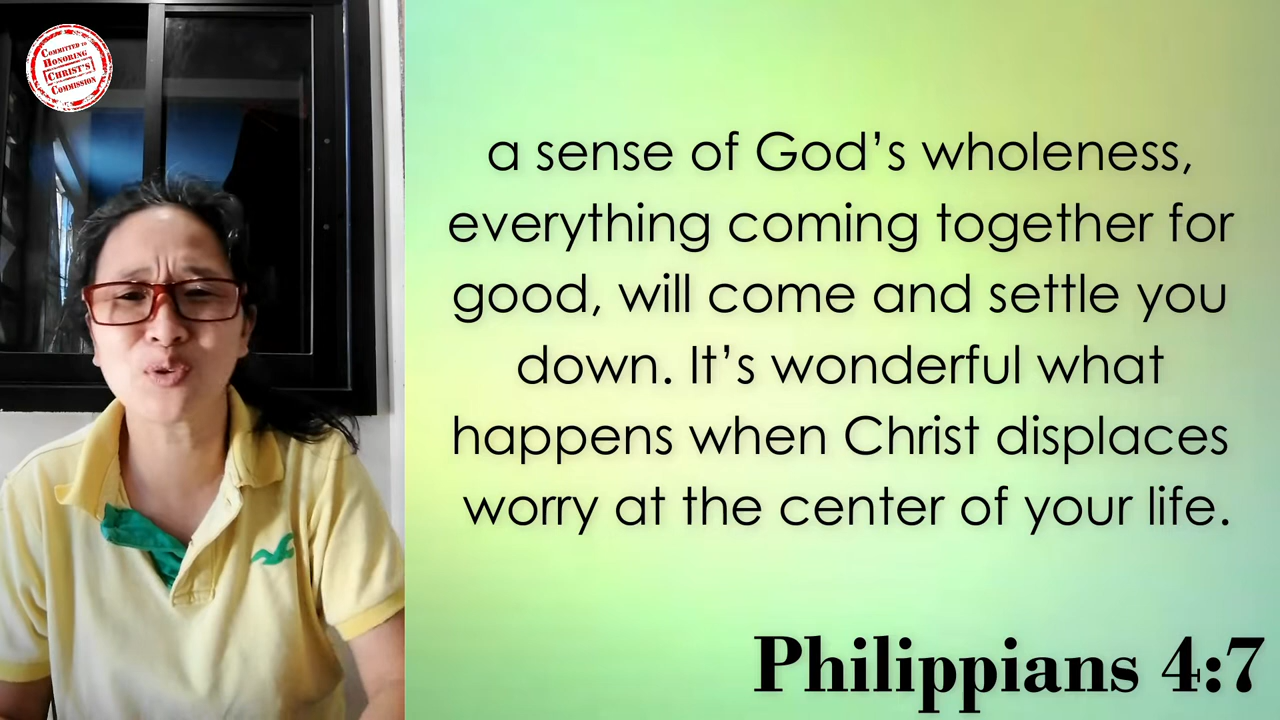 COMMITTED TO
HONORING
CHRIST'S
COMMISSION
a sense of God’s wholeness,
everything coming together for
good, will come and settle you
down. It’s wonderful what
happens when Christ displaces
worry at the center of your life.
Philippians 4:7